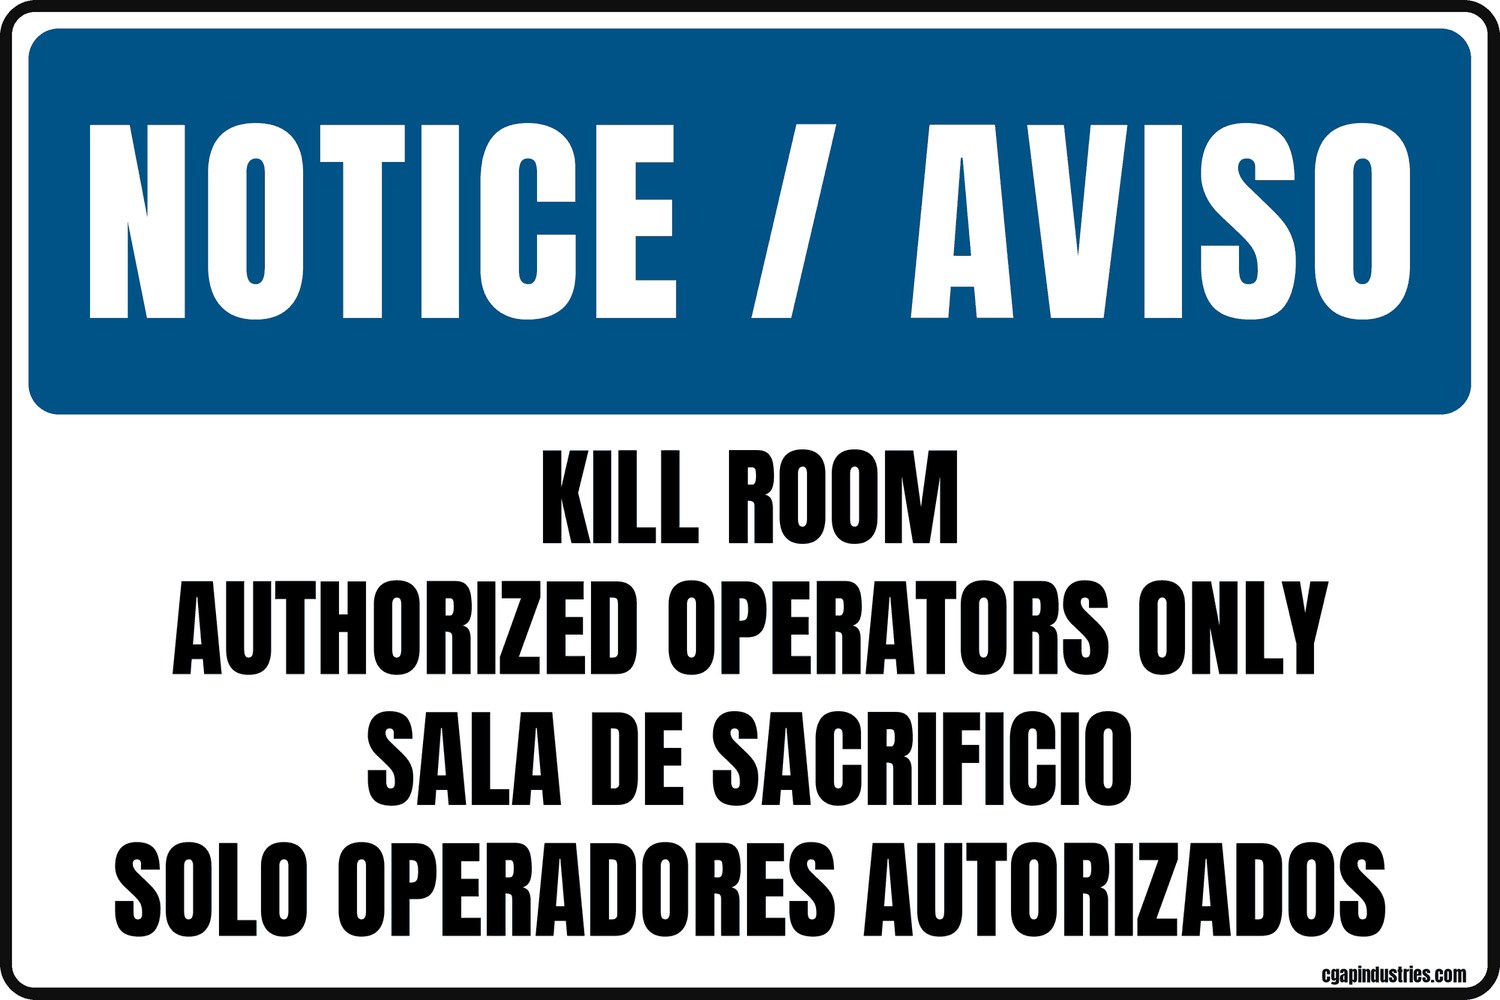 NOTICE / AVISO
KILL ROOM
AUTHORIZED OPERATORS ONLY
SALA DE SACRIFICIO
SOLO OPERADORES AUTORIZADOS
cgapindustries.com